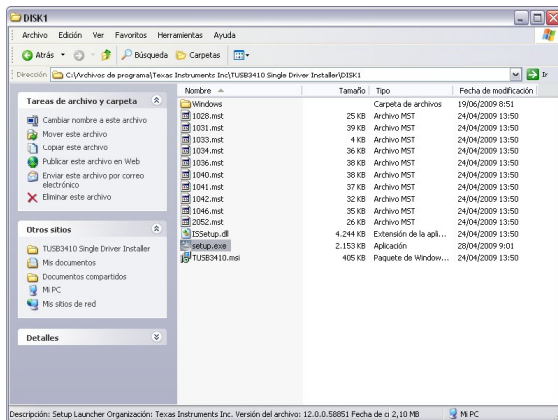 DISK1
Archivo Edición Ver Favoritos Herramientas Ayuda
Atrás Búsqueda Carpetas
Dirección C:\Archivos de programa\Texas Instruments Inc\TUSB3410 Single Driver Installer\DISK1 Ir
Tareas de archivo y carpeta
Cambiar nombre a este archivo
Mover este archivo
Copiar este archivo
Publicar este archivo en Web
Enviar este archivo por correo
electrónico
Eliminar este archivo
Otros sitios
TUSB3410 Single Driver Installer
Mis documentos
Documentos compartidos
Mi PC
Mis sitios de red
Detalles
Nombre Tamaño Tipo Fecha de modificación
Windows Carpeta de archivos 19/06/2009 8:51
1028.mst 25 KB Archivo MST 24/04/2009 13:50
1031.mst 39 KB Archivo MST 24/04/2009 13:50
1033.mst 4 KB Archivo MST 24/04/2009 13:50
1034.mst 36 KB Archivo MST 24/04/2009 13:50
1036.mst 38 KB Archivo MST 24/04/2009 13:50
1040.mst 38 KB Archivo MST 24/04/2009 13:50
1041.mst 37 KB Archivo MST 24/04/2009 13:50
1042.mst 32 KB Archivo MST 24/04/2009 13:50
1046.mst 35 KB Archivo MST 24/04/2009 13:50
2052.mst 26 KB Archivo MST 24/04/2009 13:50
ISSetup.dll 4.244 KB Extensión de la apli... 24/04/2009 13:50
setup.exe 2.153 KB Aplicación 28/04/2009 9:01
TUSB3410.msi 405 KB Paquete de Window... 24/04/2009 13:50
Descripción: Setup Launcher Organización: Texas Instruments Inc. Versión del archivo: 12.0.0.58851 Fecha de ci 2,10 MB Mi PC